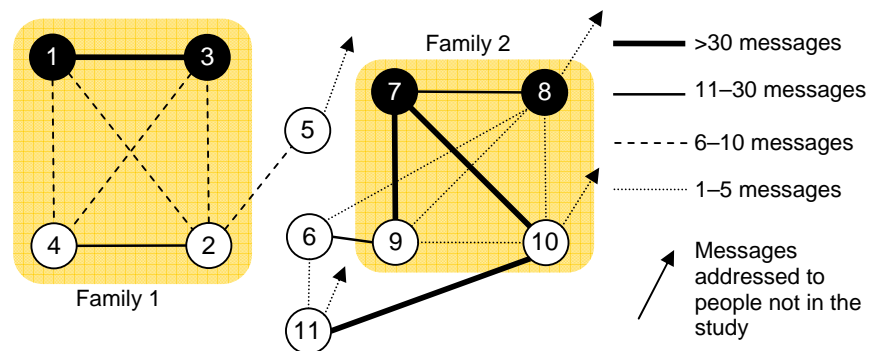 1
3
4
2
Family 1
5
6
11
Family 2
7
8
9
10
>30 messages
11–30 messages
6–10 messages
1–5 messages
Messages
addressed to
people not in the
study